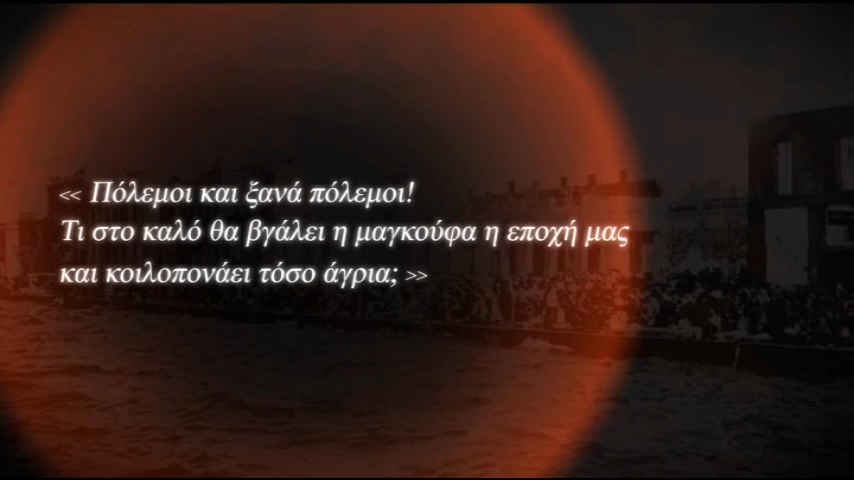 << Πόλεμοι και ξανά πόλεμοι!
Τι στο καλό θα βγάλει η μαγκούφα η εποχή μας
και κοιλοπονάει τόσο άγρια; >>